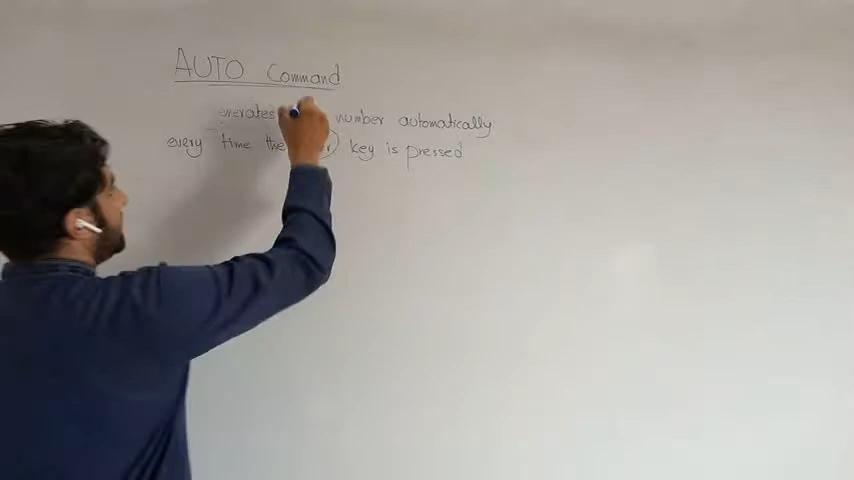 AUTO Command
enerates number automatically
every time the key is pressed